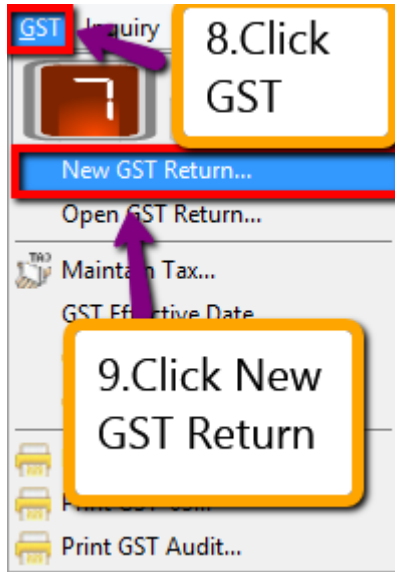 GST Inquiry
8.Click
GST
New GST Return...
Open GST Return...
TAX
Maintain Tax...
GST Effective Date
9.Click New
GST Return
Print GST Audit...